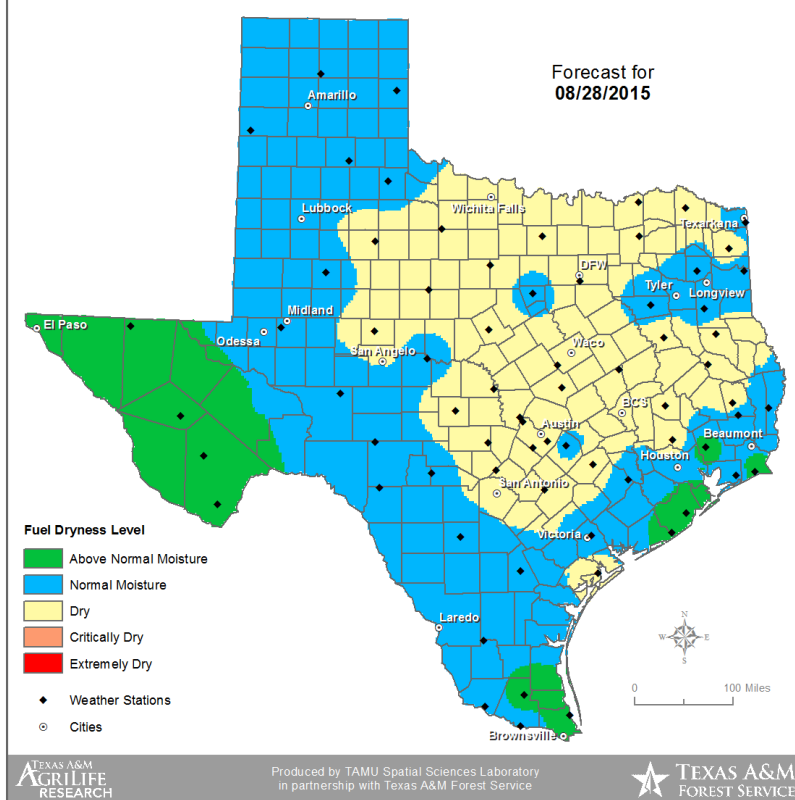 Forecast for
08/28/2015
Amarillo
Lubbock
Wichita Falls
Texarkana
DFW
Tyler
Longview
El Paso
Midland
Odessa
San Angelo
Waco
BCS
Austin
Beaumont
Houston
San Antonio
Victoria
Laredo
Brownsville
Fuel Dryness Level
Above Normal Moisture
Normal Moisture
Dry
Critically Dry
Extremely Dry
Weather Stations
Cities
N
W E
S
0 100 Miles
TEXAS A&M
AGRILIFE
RESEARCH
Produced by TAMU Spatial Sciences Laboratory
in partnership with Texas A&M Forest Service
TEXAS A&M
FOREST SERVICE